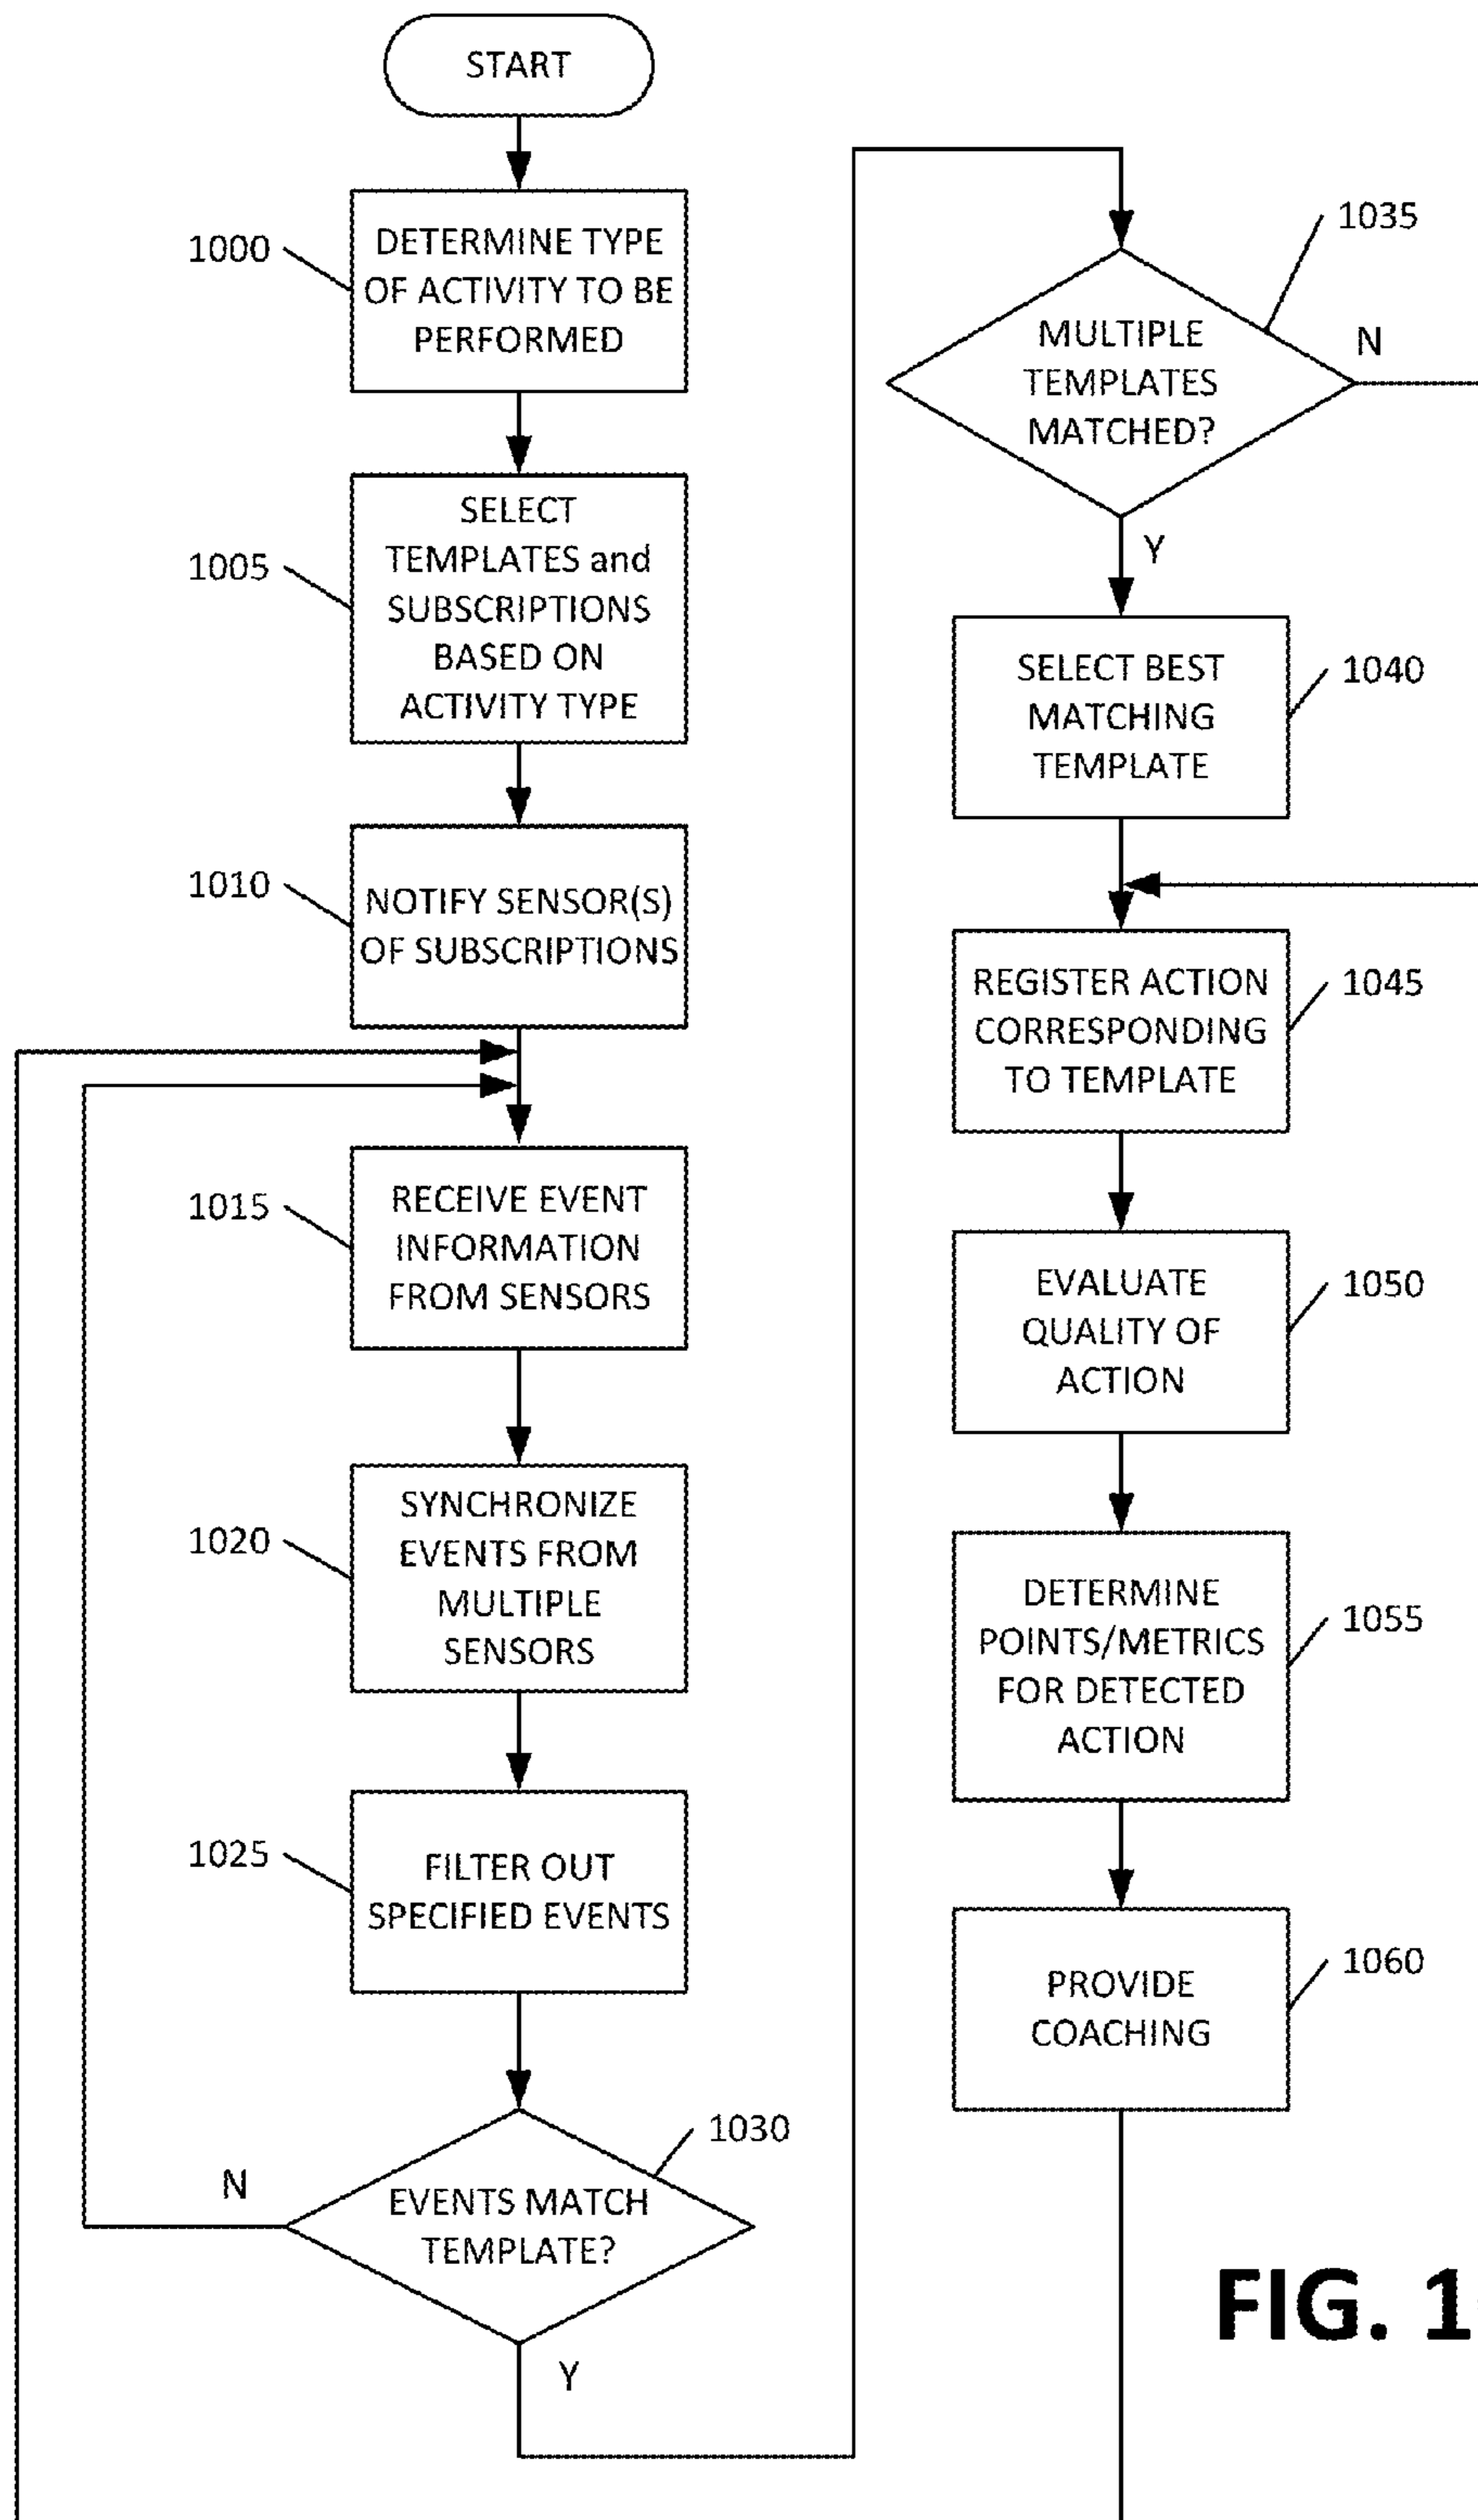 START
1000
DETERMINE TYPE
OF ACTIVITY TO BE
PERFORMED
1005
SELECT
TEMPLATES and
SUBSCRIPTIONS
BASED ON
ACTIVITY TYPE
1010
NOTIFY SENSOR(S)
OF SUBSCRIPTIONS
1015
RECEIVE EVENT
INFORMATION
FROM SENSORS
1020
SYNCHRONIZE
EVENTS FROM
MULTIPLE
SENSORS
1025
FILTER OUT
SPECIFIED EVENTS
1030
EVENTS MATCH
TEMPLATE?
N
Y
1035
MULTIPLE
TEMPLATES
MATCHED?
N
Y
SELECT BEST
MATCHING
TEMPLATE
1040
REGISTER ACTION
CORRESPONDING
TO TEMPLATE
1045
EVALUATE
QUALITY OF
ACTION
1050
DETERMINE
POINTS/METRICS
FOR DETECTED
ACTION
1055
PROVIDE
COACHING
1060
FIG. 1